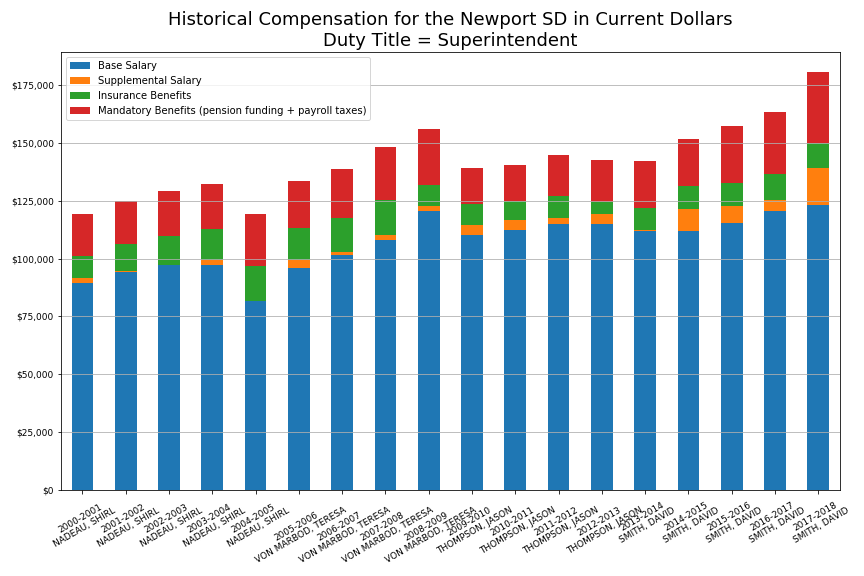 Historical Compensation for the Newport SD in Current Dollars
Duty Title = Superintendent
Base Salary
Supplemental Salary
Insurance Benefits
Mandatory Benefits (pension funding + payroll taxes)
$175,000
$150,000
$125,000
$100,000
$75,000
$50,000
$25,000
$0
2000-2001
NADEAU, SHIRL
2001-2002
NADEAU, SHIRL
2002-2003
NADEAU, SHIRL
2003-2004
NADEAU, SHIRL
2004-2005
NADEAU, SHIRL
2005-2006
VON MARBOD, TERESA
2006-2007
VON MARBOD, TERESA
2007-2008
VON MARBOD, TERESA
2008-2009
VON MARBOD, TERESA
2009-2010
THOMPSON, JASON
2010-2011
THOMPSON, JASON
2011-2012
THOMPSON, JASON
2012-2013
THOMPSON, JASON
2013-2014
SMITH, DAVID
2014-2015
SMITH, DAVID
2015-2016
SMITH, DAVID
2016-2017
SMITH, DAVID
2017-2018
SMITH, DAVID